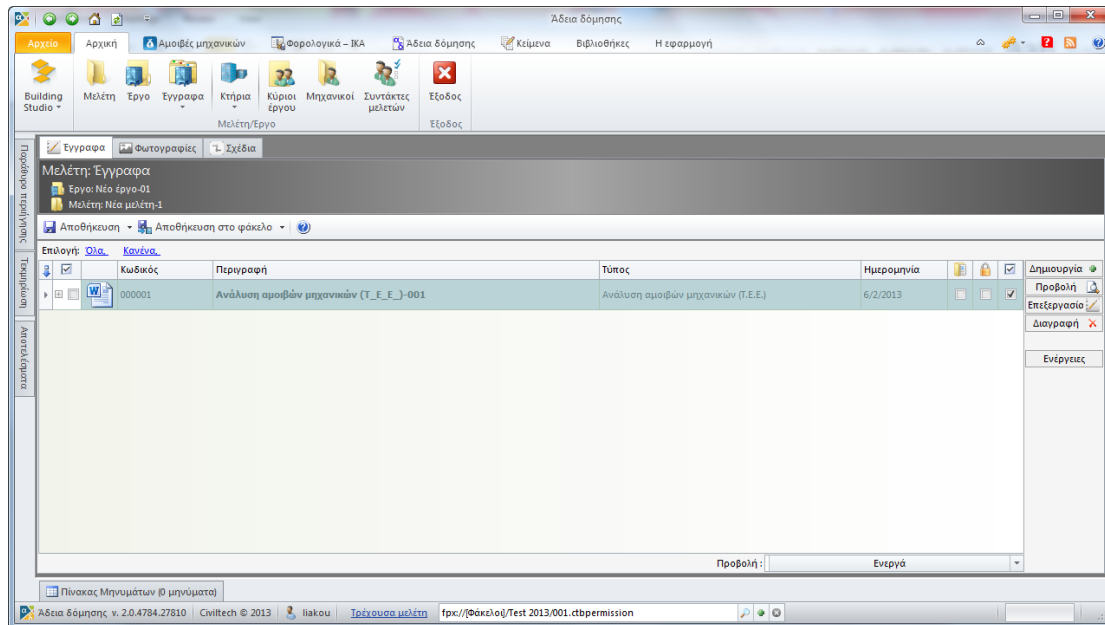 Άδεια δόμησης
Αρχείο Αρχική Αμοιβές μηχανικών Φορολογικά – ΙΚΑ Άδεια δόμησης Κείμενα Βιβλιοθήκες Η εφαρμογή
Building Studio Μελέτη Έργο Έγγραφα Κτήρια Κύριοι έργου Μηχανικοί Συντάκτες μελετών Έξοδος
Μελέτη/Έργο Έξοδος
Παράθυρο περιήγησης
Τεκμηρίωση
Αποτελέσματα
Έγγραφα Φωτογραφίες Σχέδια
Μελέτη: Έγγραφα
Έργο: Νέο έργο-01
Μελέτη: Νέα μελέτη-1
Αποθήκευση Αποθήκευση στο φάκελο
Επιλογή: Όλα, Κανένα,
Κωδικός Περιγραφή Τύπος Ημερομηνία Δημιουργία
000001 Ανάλυση αμοιβών μηχανικών (Τ_Ε_Ε_)-001 Ανάλυση αμοιβών μηχανικών (Τ.Ε.Ε.) 6/2/2013
Προβολή
Επεξεργασία
Διαγραφή
Ενέργειες
Προβολή : Ενεργά
Πίνακας Μηνυμάτων (0 μηνύματα)
Άδεια δόμησης v. 2.0.4784.27810 Civiltech © 2013 liakou Τρέχουσα μελέτη fpx://[Φάκελοι]/Test 2013/001.ctbpermission